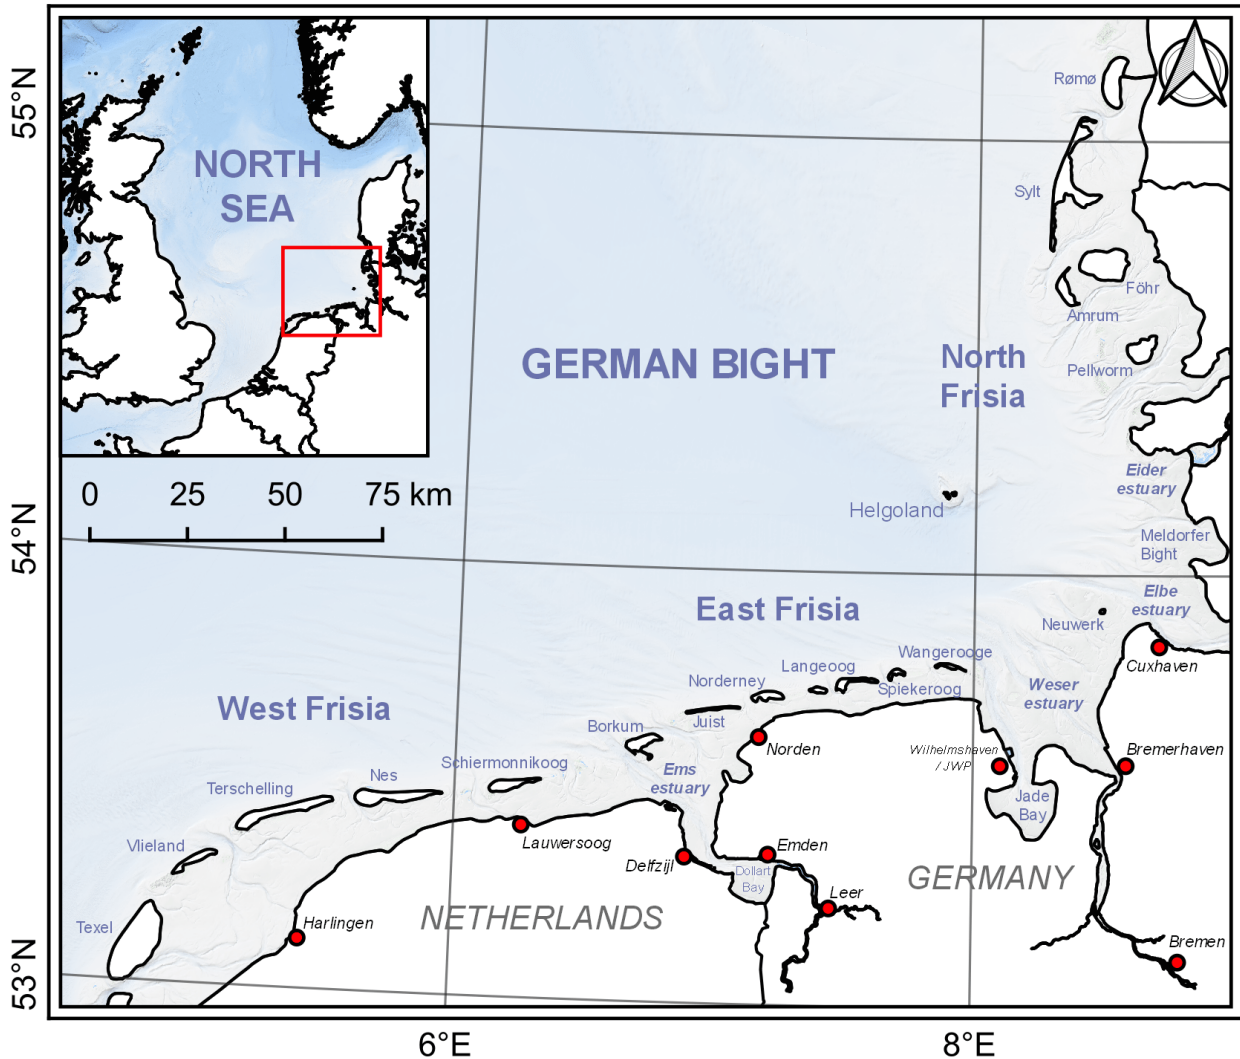 55°N
54°N
53°N
6°E
8°E
NORTH
SEA
0 25 50 75 km
GERMAN BIGHT
North
Frisia
East Frisia
West Frisia
Rømø
Sylt
Föhr
Amrum
Pellworm
Eider
estuary
Helgoland
Meldorfer
Bight
Elbe
estuary
Neuwerk
Cuxhaven
Wangerooge
Langeoog
Spiekeroog
Norderney
Juist
Weser
estuary
Borkum
Norden
Wilhelmshaven
/ JWP
Bremerhaven
Schiermonnikoog
Nes
Ems
estuary
Terschelling
Jade
Bay
Vlieland
Lauwersoog
Delfzijl
Emden
Dollart
Bay
GERMANY
Leer
Texel
Harlingen
NETHERLANDS
Bremen